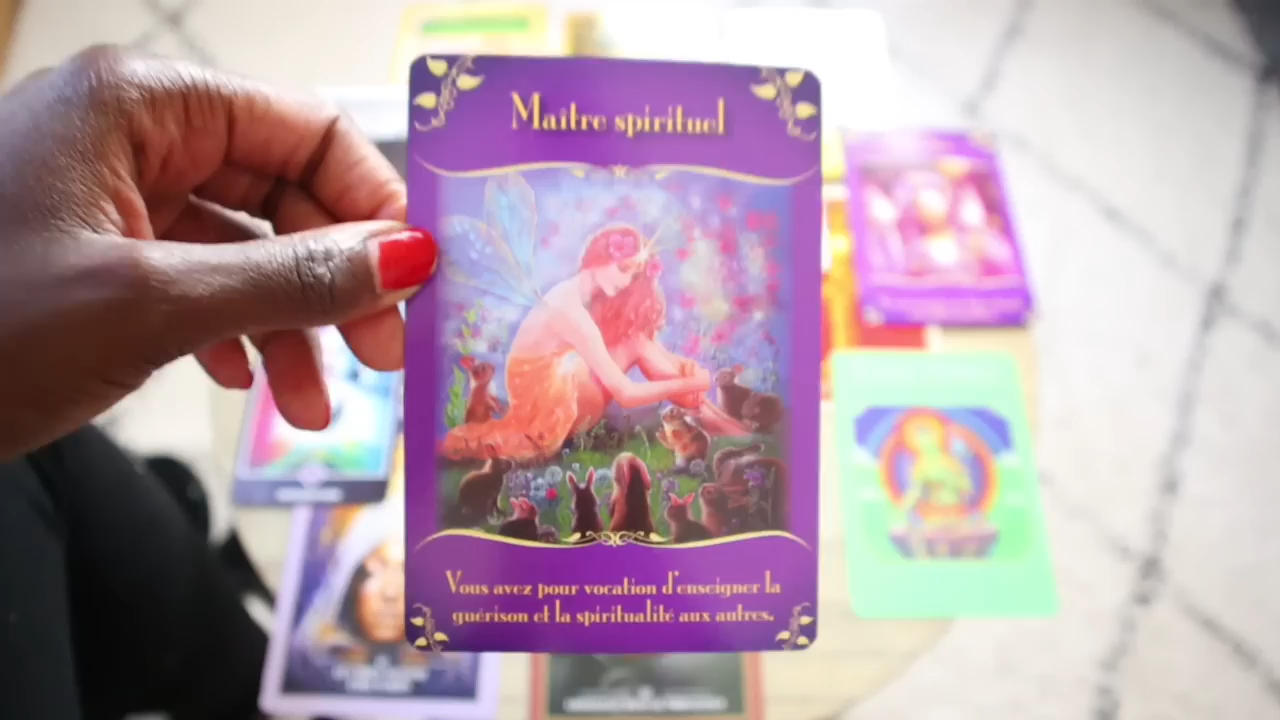 Maître spirituel
Vous avez pour vocation d'enseigner la
guérison et la spiritualité aux autres.